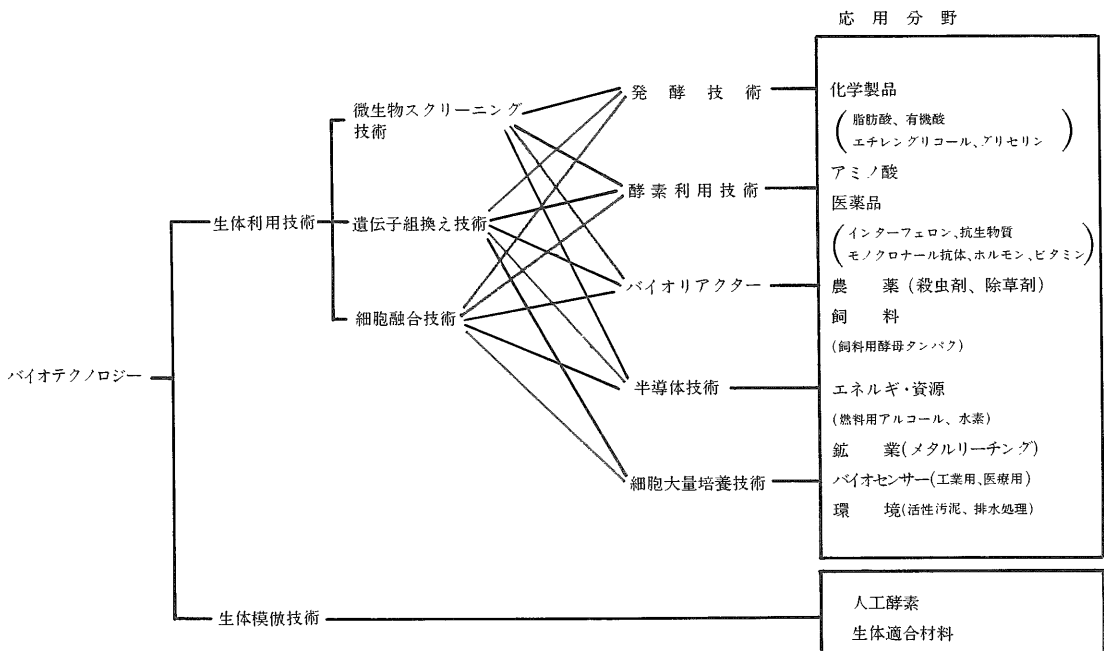 応用分野
発酵技術
化学製品
微生物スクリーニング
技術
脂肪酸、有機酸
エチレングリコール、グリセリン
アミノ酸
酵素利用技術
医薬品
生体利用技術
遺伝子組換え技術
インターフェロン、抗生物質
モノクロナール抗体、ホルモン、ビタミン
バイオリアクター
農 薬(殺虫剤、除草剤)
細胞融合技術
飼 料
(飼料用酵母タンパク)
バイオテクノロジー
半導体技術
エネルギ・資源
(燃料用アルコール、水素)
鉱 業(メタルリーチング)
細胞大量培養技術
バイオセンサー(工業用、医療用)
環 境(活性汚泥、排水処理)
生体模倣技術
人工酵素
生体適合材料